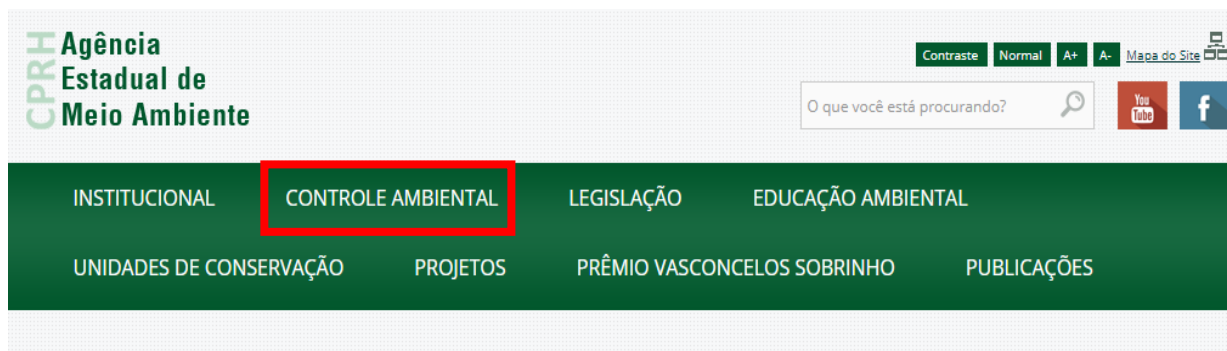 CPRH
Agência
Estadual de
Meio Ambiente
Contraste Normal A+ A- Mapa do Site
O que você está procurando?
You
Tube
f
INSTITUCIONAL CONTROLE AMBIENTAL LEGISLAÇÃO EDUCAÇÃO AMBIENTAL
UNIDADES DE CONSERVAÇÃO PROJETOS PRÊMIO VASCONCELOS SOBRINHO PUBLICAÇÕES